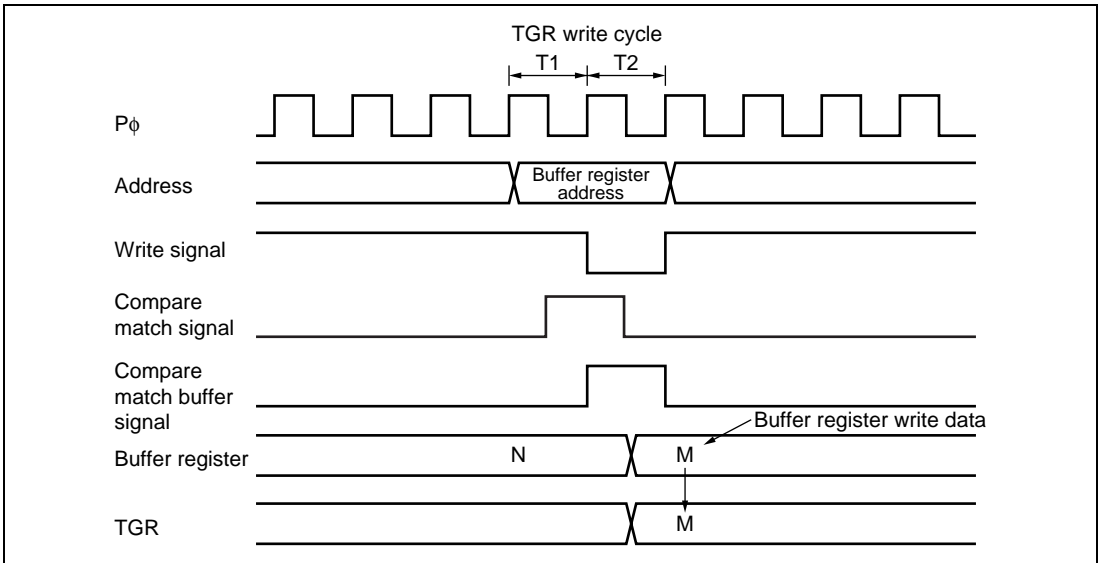 TGR write cycle
T1 T2
Pϕ
Address
Buffer register
address
Write signal
Compare
match signal
Compare
match buffer
signal
Buffer register write data
Buffer register
N M
TGR
M